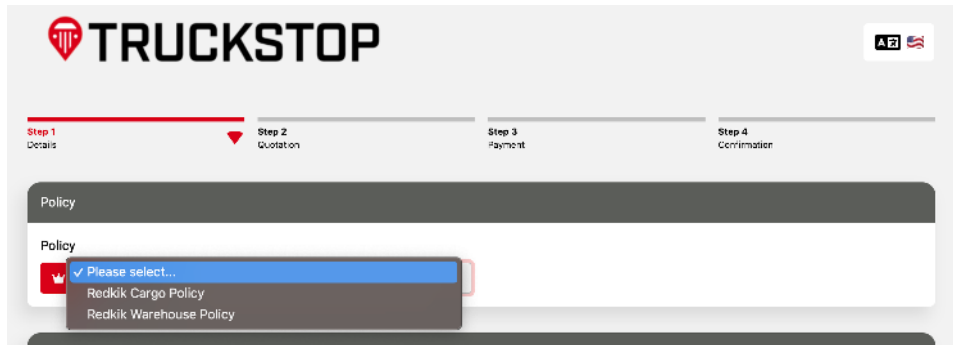 TRUCKSTOP
Step 1
Details
Step 2
Quotation
Step 3
Payment
Step 4
Confirmation
Policy
Policy
✓ Please select...
Redkik Cargo Policy
Redkik Warehouse Policy